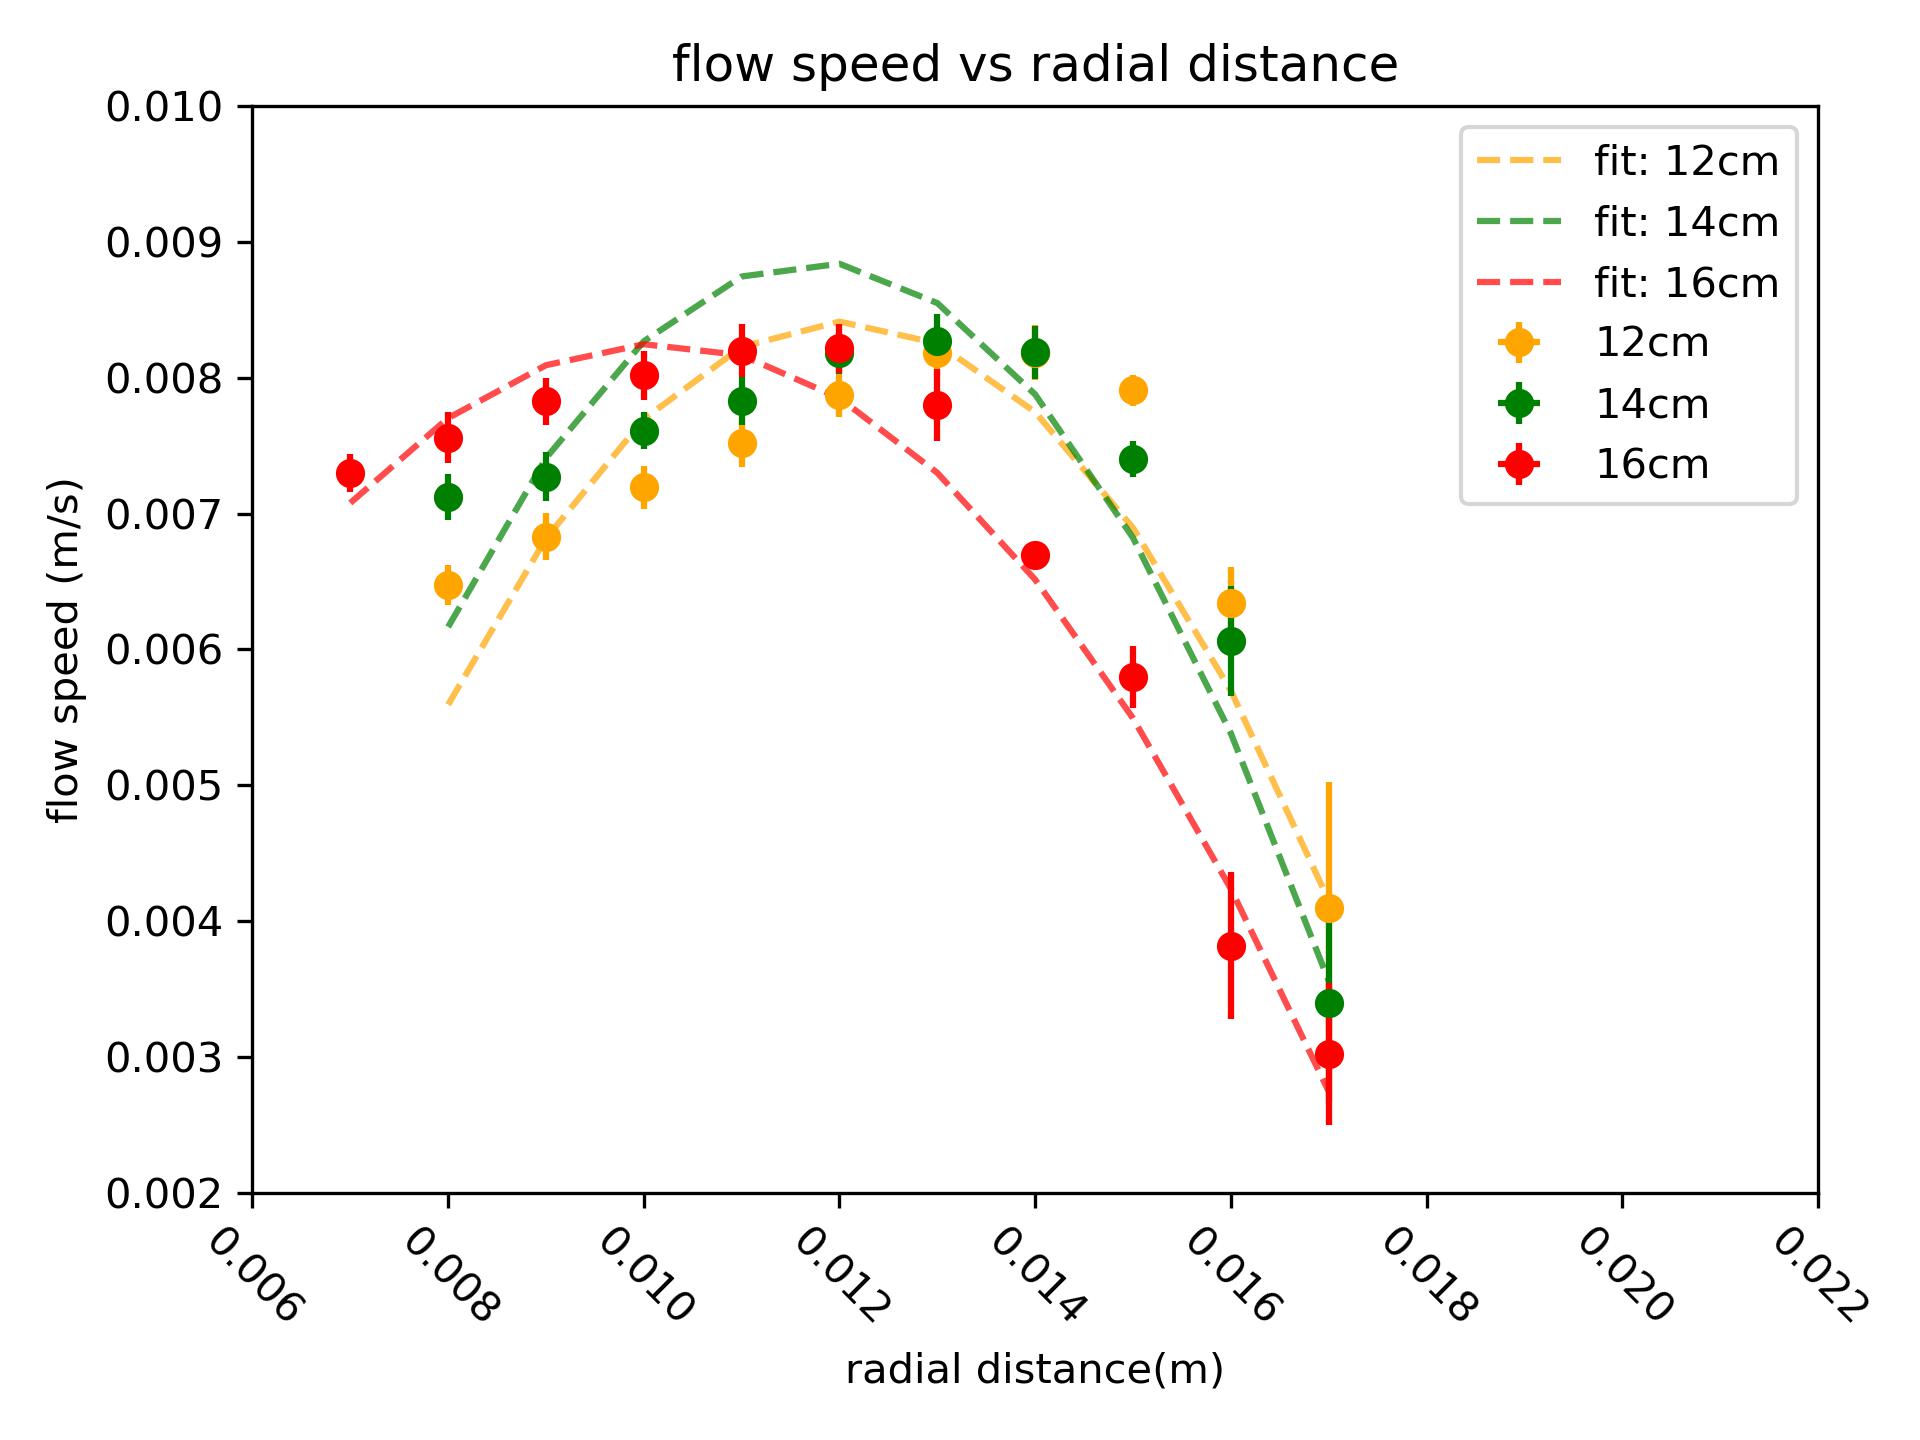 flow speed vs radial distance
0.010
0.009
0.008
0.007
0.006
0.005
0.004
0.003
0.002
flow speed (m/s)
fit: 12cm
fit: 14cm
fit: 16cm
12cm
14cm
16cm
0.006
0.008
0.010
0.012
0.014
0.016
0.018
0.020
0.022
radial distance(m)